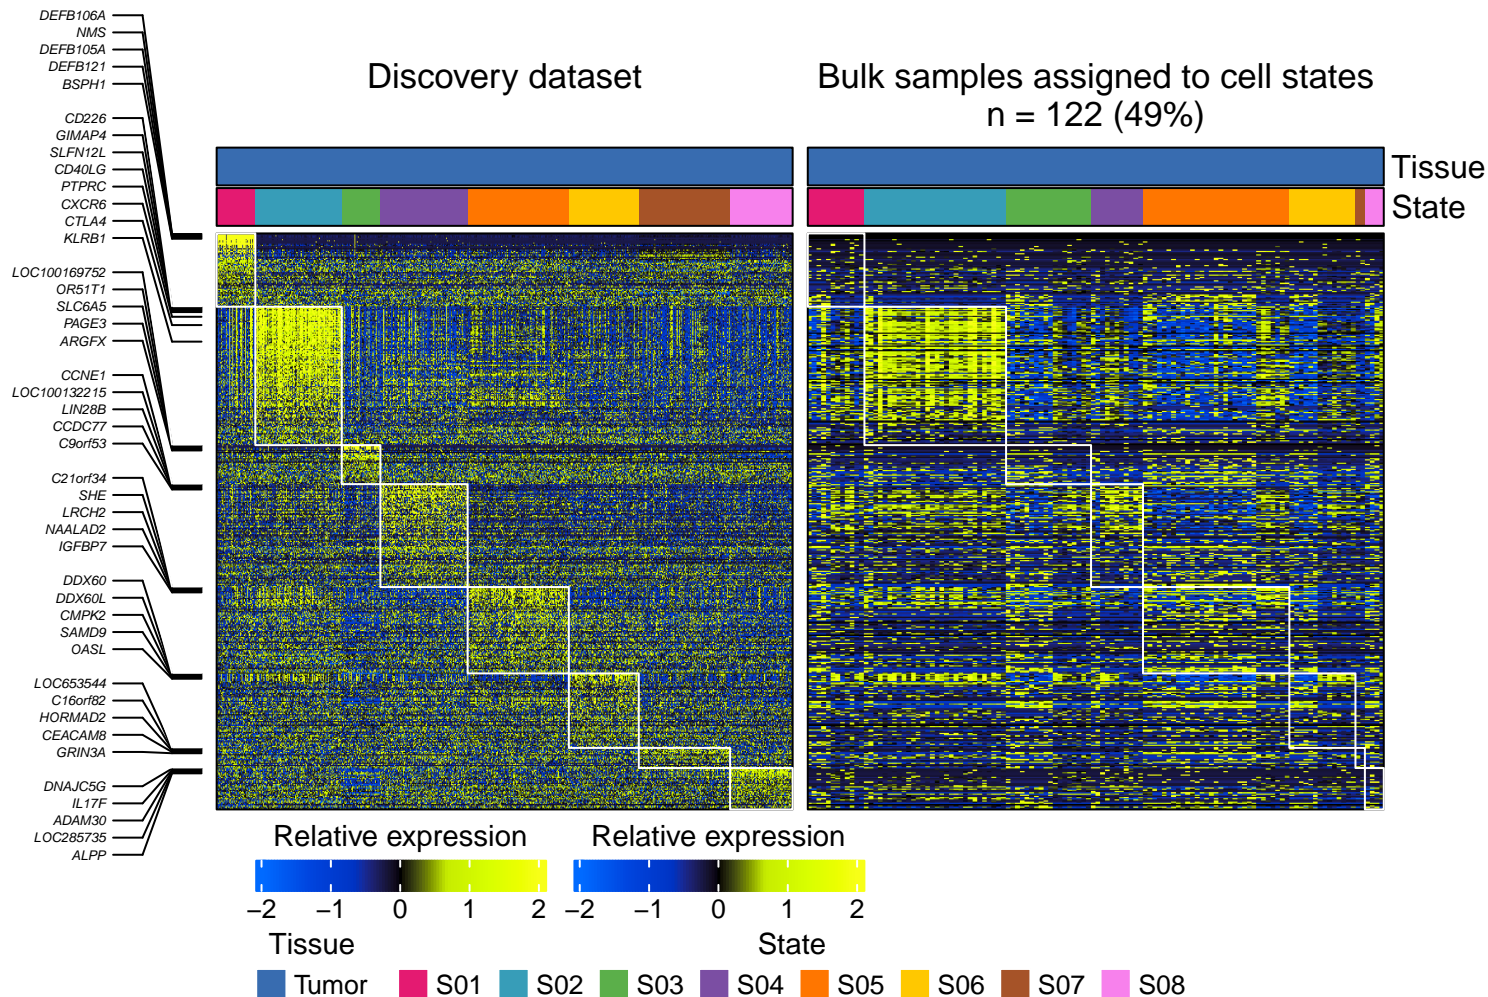 DEFB106A
NMS
DEFB105A
DEFB121
BSPH1
CD226
GIMAP4
SLFN12L
CD40LG
PTPRC
CXCR6
CTLA4
KLRB1
LOC100169752
OR51T1
SLC6A5
PAGE3
ARGFX
CCNE1
LOC100132215
LIN28B
CCDC77
C9orf53
C21orf34
SHE
LRCH2
NAALAD2
IGFBP7
DDX60
DDX60L
CMPK2
SAMD9
OASL
LOC653544
C16orf82
HORMAD2
CEACAM8
GRIN3A
DNAJC5G
IL17F
ADAM30
LOC285735
ALPP
Discovery dataset
Bulk samples assigned to cell states
n = 122 (49%)
Tissue
State
Relative expression
−2 −1 0 1 2
Relative expression
−2 −1 0 1 2
Tissue
Tumor
State
S01 S02 S03 S04 S05 S06 S07 S08